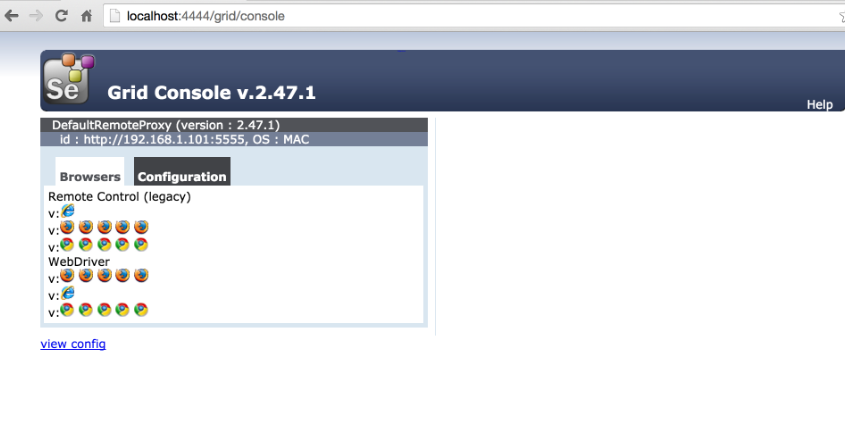 localhost:4444/grid/console
Se
Grid Console v.2.47.1
Help
DefaultRemoteProxy (version : 2.47.1)
id : http://192.168.1.101:5555, OS : MAC
Browsers Configuration
Remote Control (legacy)
v:
v:
v:
WebDriver
v:
v:
v:
view config